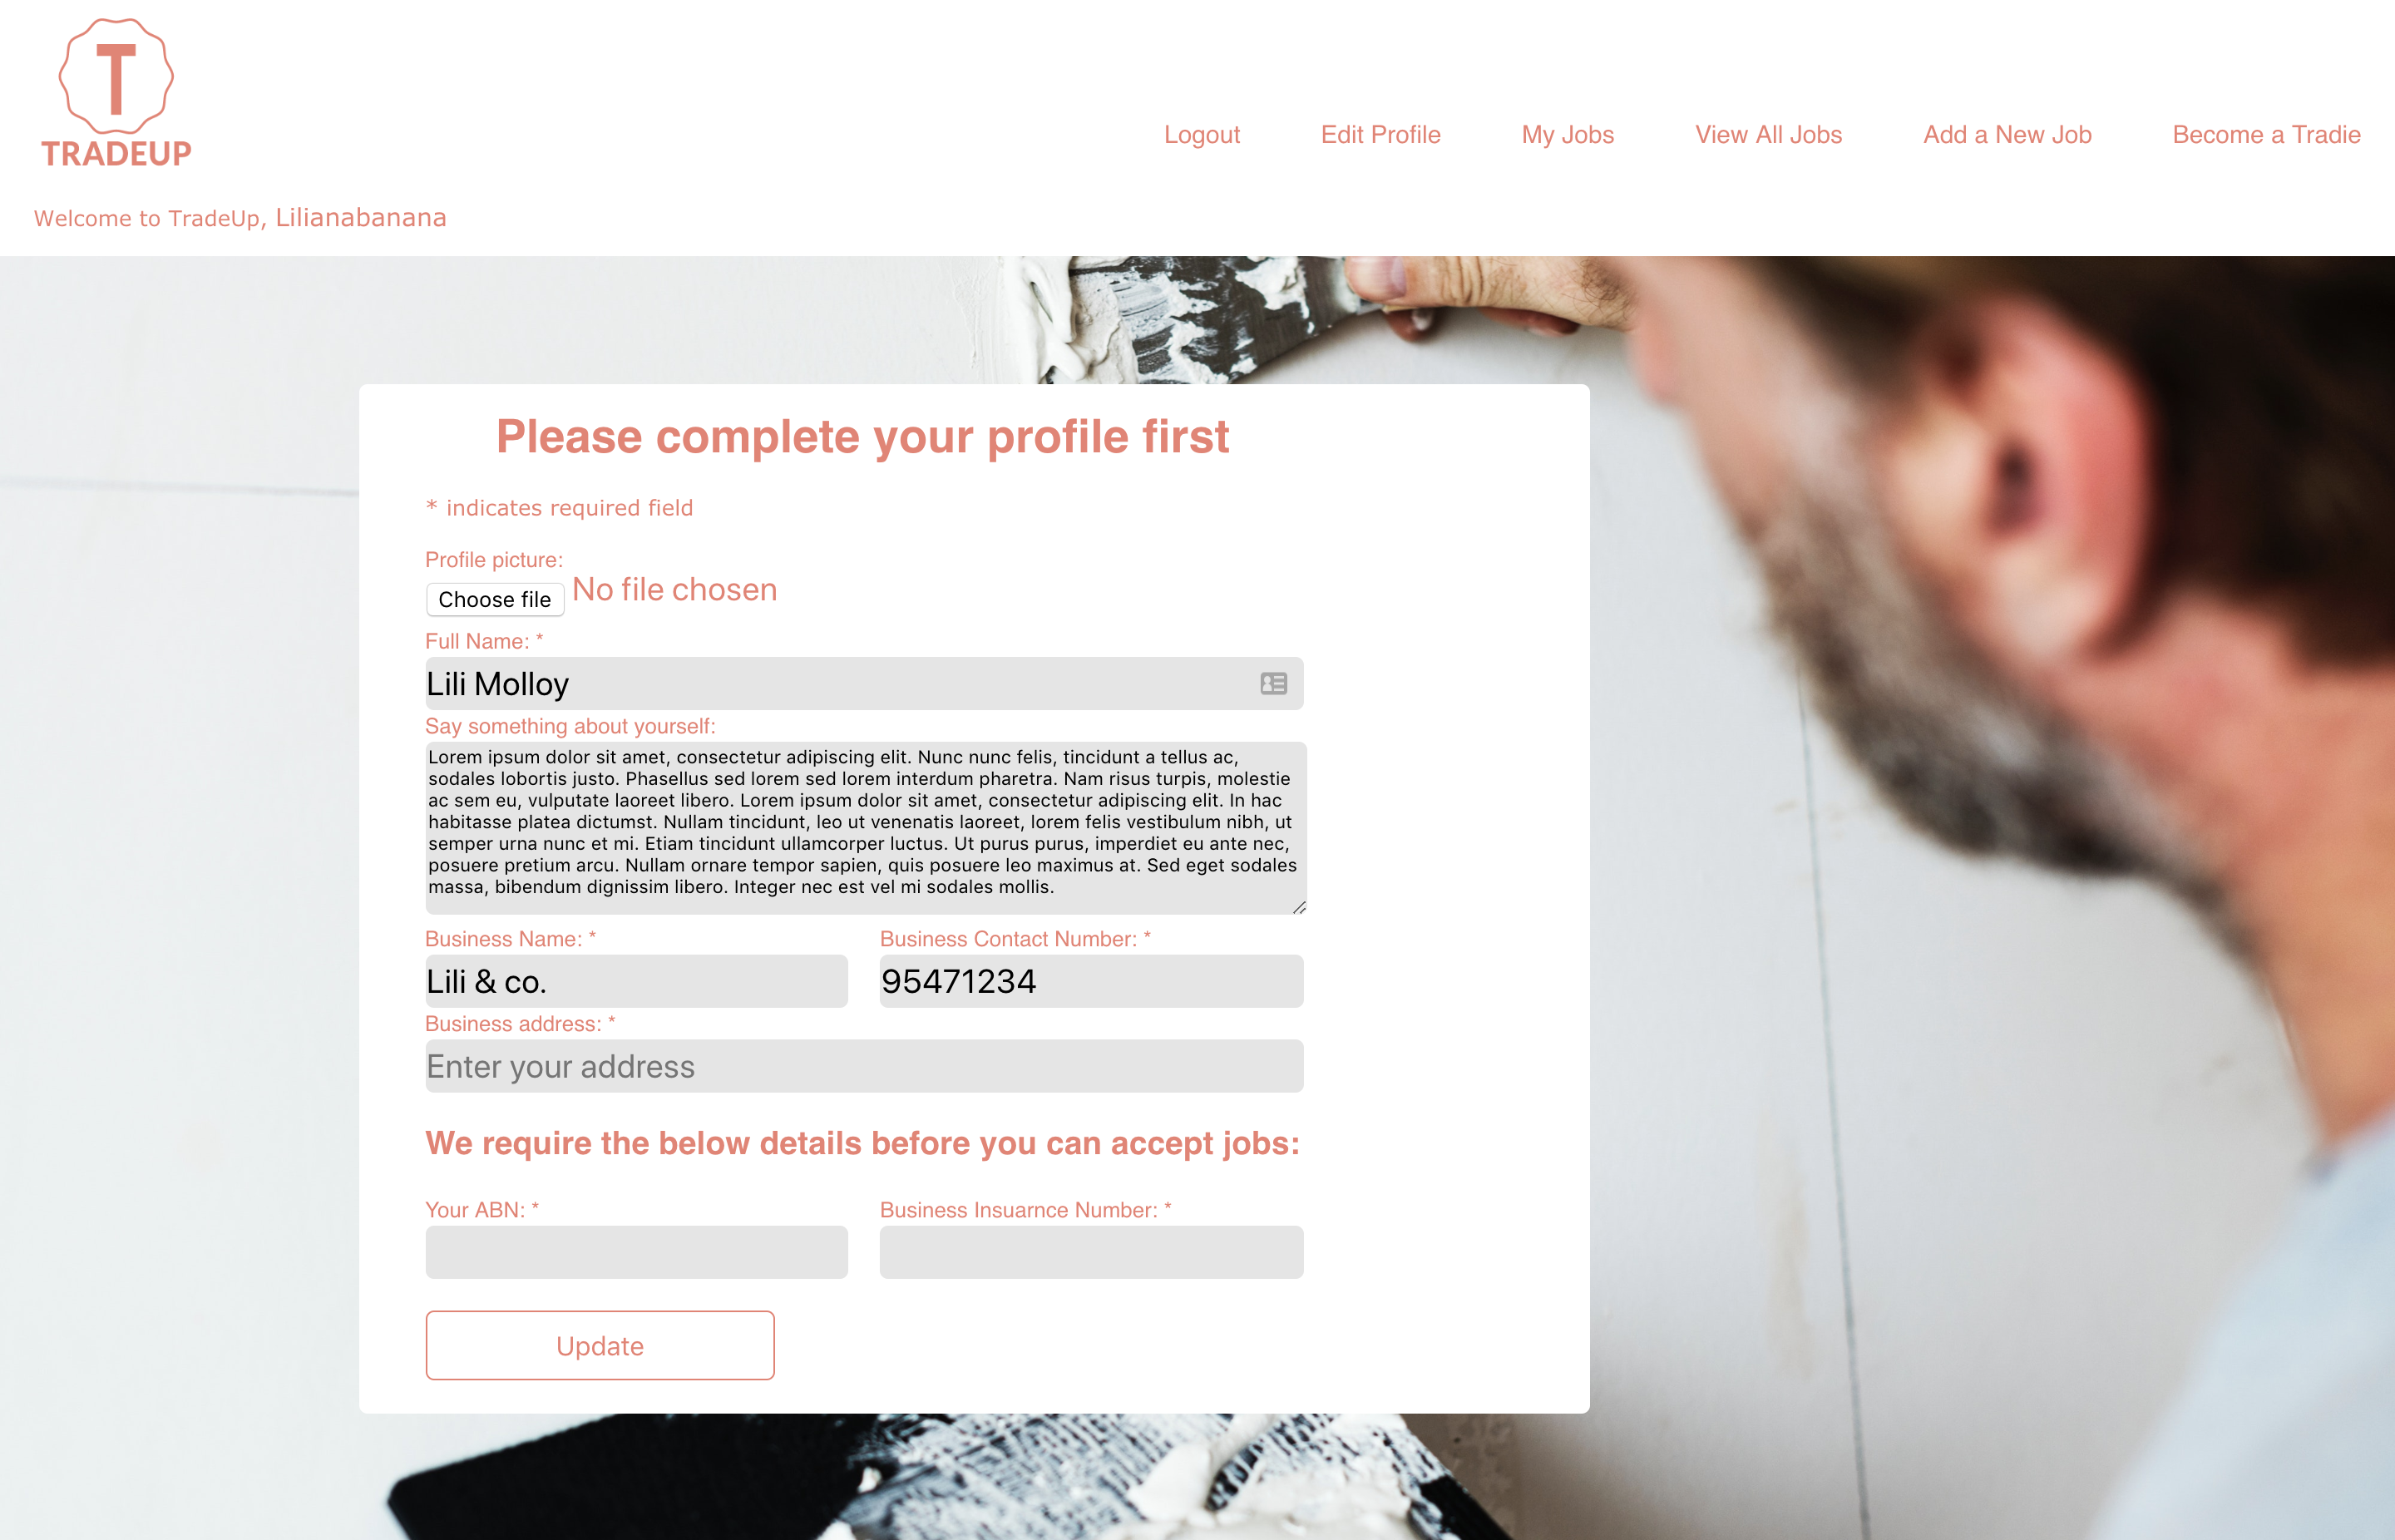 T
TRADEUP
Logout Edit Profile My Jobs View All Jobs Add a New Job Become a Tradie
Welcome to TradeUp, Lilianabanana
Please complete your profile first
* indicates required field
Profile picture:
Choose file No file chosen
Full Name: *
Lili Molloy
Say something about yourself:
Lorem ipsum dolor sit amet, consectetur adipiscing elit. Nunc nunc felis, tincidunt a tellus ac,
sodales lobortis justo. Phasellus sed lorem sed lorem interdum pharetra. Nam risus turpis, molestie
ac sem eu, vulputate laoreet libero. Lorem ipsum dolor sit amet, consectetur adipiscing elit. In hac
habitasse platea dictumst. Nullam tincidunt, leo ut venenatis laoreet, lorem felis vestibulum nibh, ut
semper urna nunc et mi. Etiam tincidunt ullamcorper luctus. Ut purus purus, imperdiet eu ante nec,
posuere pretium arcu. Nullam ornare tempor sapien, quis posuere leo maximus at. Sed eget sodales
massa, bibendum dignissim libero. Integer nec est vel mi sodales mollis.
Business Name: * Business Contact Number: *
Lili & co. 95471234
Business address: *
Enter your address
We require the below details before you can accept jobs:
Your ABN: * Business Insuarnce Number: *
Update